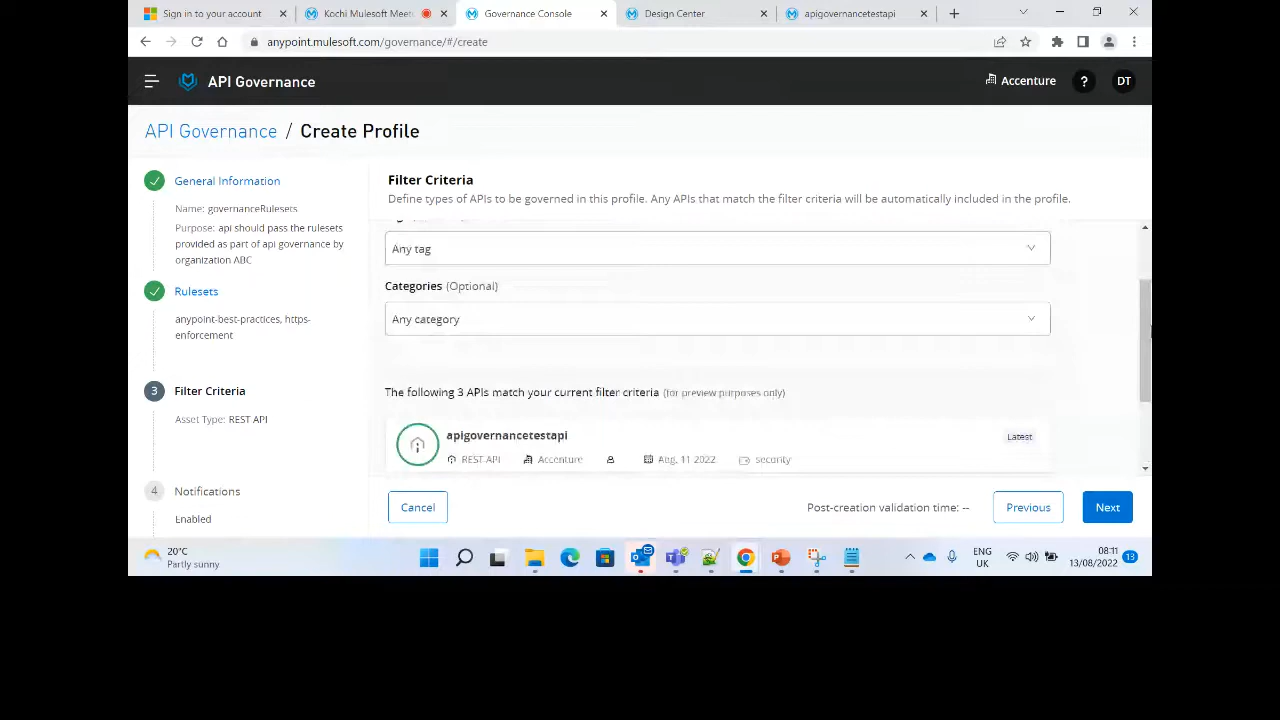 Sign in to your account
Kochi Mulesoft Meetu
Governance Console
Design Center
apigovernancetestapi
anypoint.mulesoft.com/governance/#/create
API Governance
Accenture
?
DT
API Governance / Create Profile
General Information
Name: governanceRulesets
Purpose: api should pass the rulesets
provided as part of api governance by
organization ABC
Rulesets
anypoint-best-practices, https-
enforcement
3
Filter Criteria
Asset Type: REST API
4
Notifications
Enabled
Filter Criteria
Define types of APIs to be governed in this profile. Any APIs that match the filter criteria will be automatically included in the profile.
Any tag
Categories (Optional)
Any category
The following 3 APIs match your current filter criteria (for preview purposes only)
apigovernancetestapi
Latest
REST API
Accenture
Aug. 11 2022
security
Cancel
Post-creation validation time: --
Previous
Next
20°C
Partly sunny
ENG
UK
08:11
13/08/2022
13